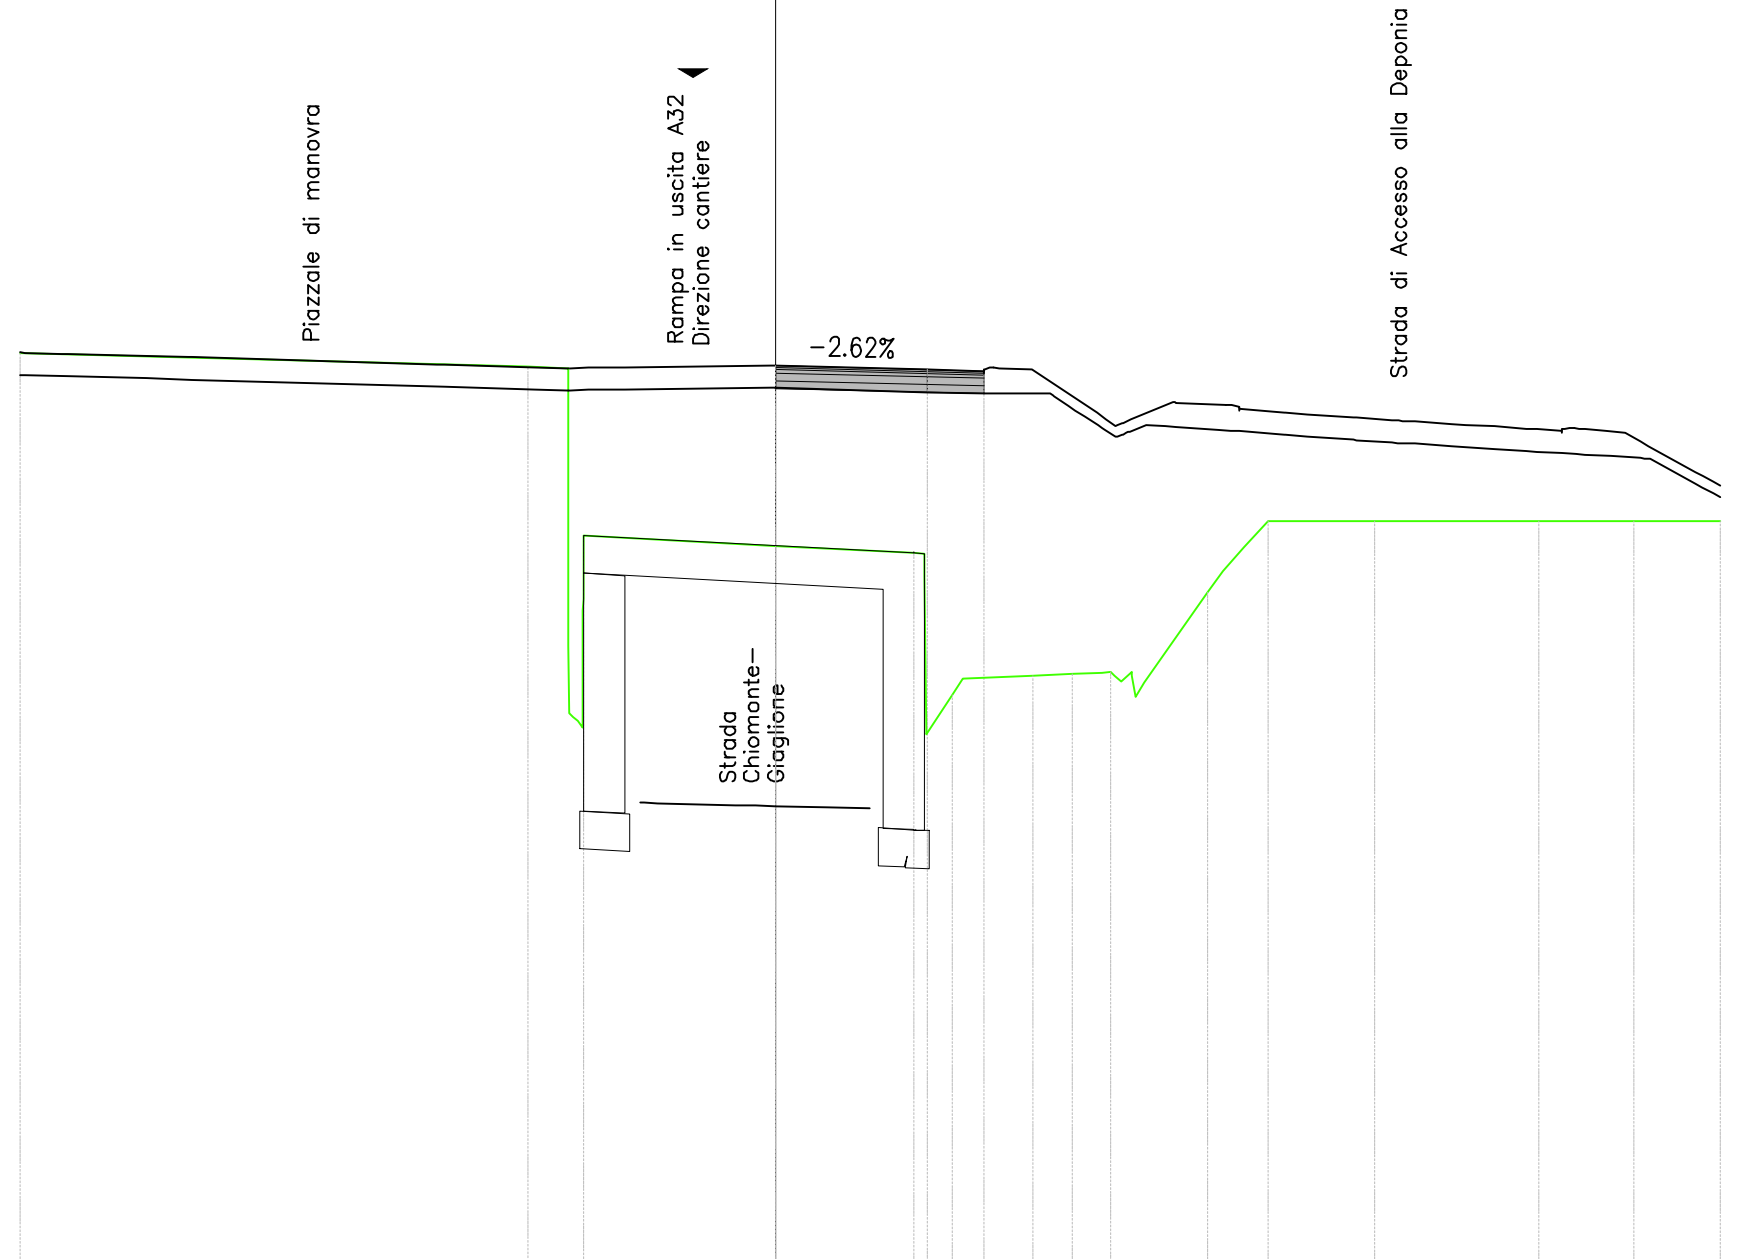 Piazzale di manovra
Rampa in uscita A32
Direzione cantiere
-2.62%
Strada di Accesso alla Deponia
Strada
Chiomonte-
Giaglione